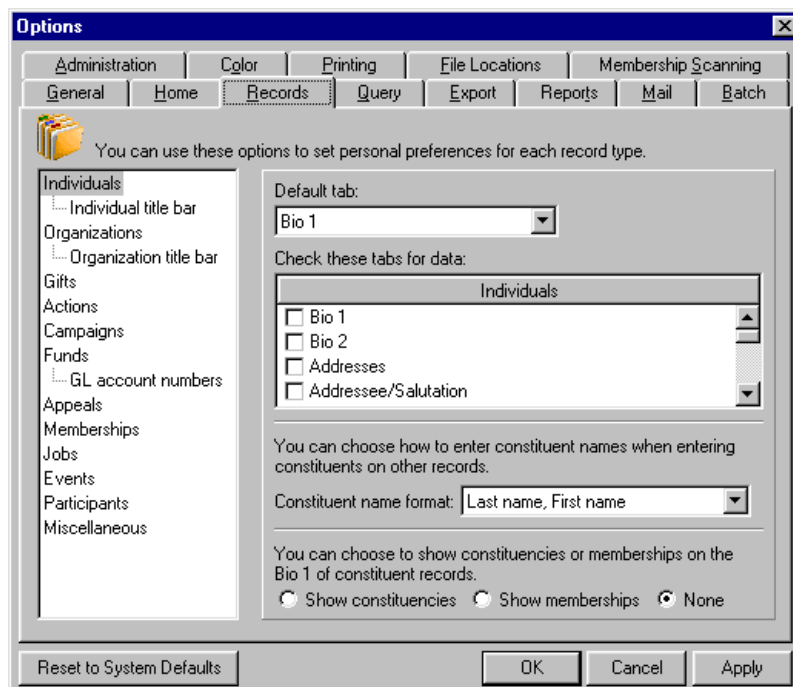 Options
Administration Color Printing File Locations Membership Scanning
General Home Records Query Export Reports Mail Batch
You can use these options to set personal preferences for each record type.
Individuals
Individual title bar
Organizations
Organization title bar
Gifts
Actions
Campaigns
Funds
GL account numbers
Appeals
Memberships
Jobs
Events
Participants
Miscellaneous
Default tab:
Bio 1
Check these tabs for data:
Individuals
Bio 1
Bio 2
Addresses
Addressee/Salutation
You can choose how to enter constituent names when entering
constituents on other records.
Constituent name format: Last name, First name
You can choose to show constituencies or memberships on the
Bio 1 of constituent records.
Show constituencies Show memberships None
Reset to System Defaults OK Cancel Apply